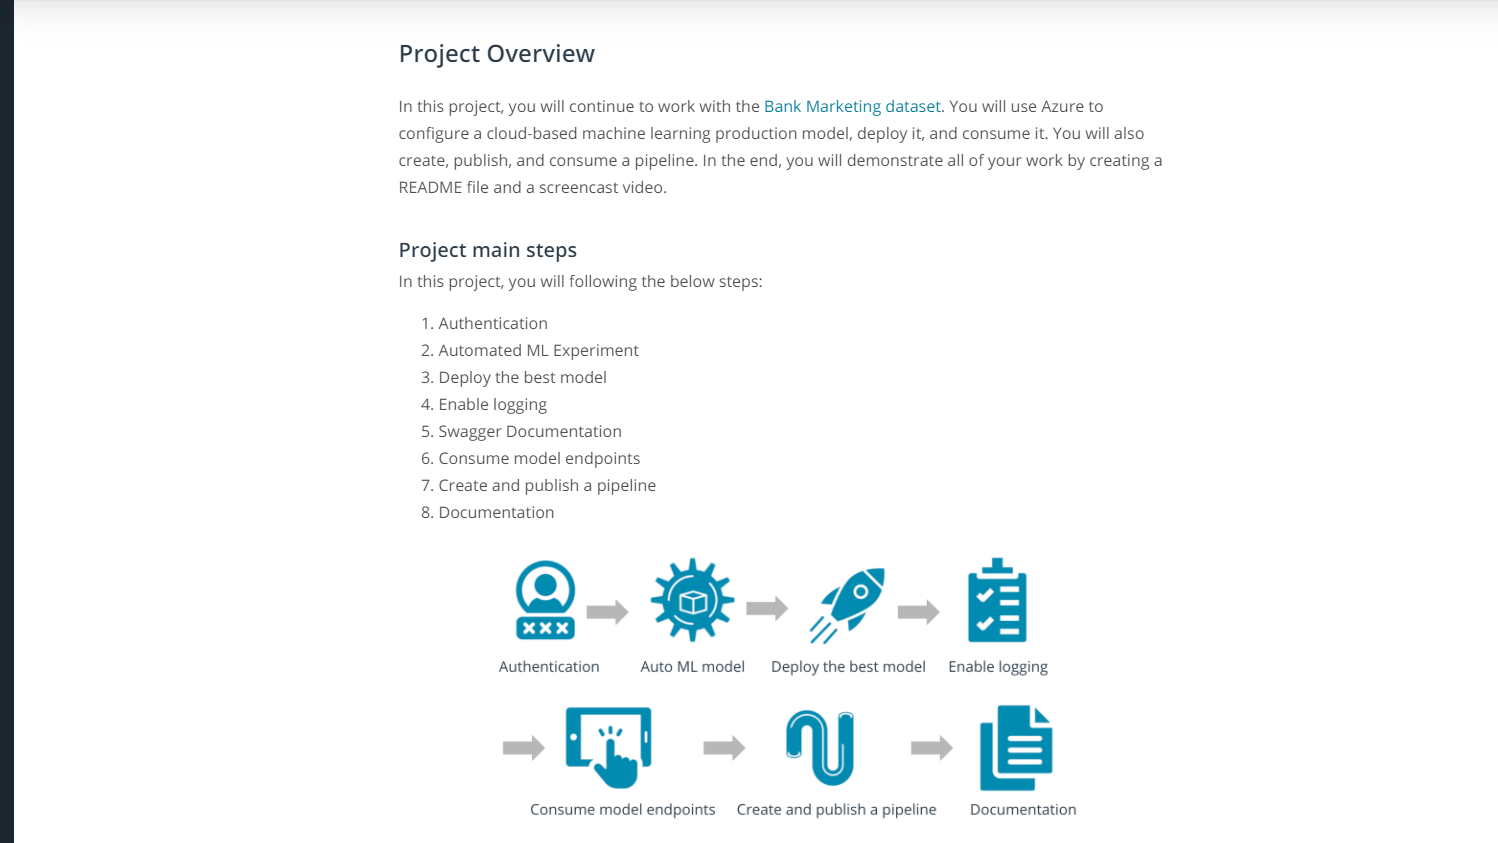 Project Overview
In this project, you will continue to work with the Bank Marketing dataset. You will use Azure to
configure a cloud-based machine learning production model, deploy it, and consume it. You will also
create, publish, and consume a pipeline. In the end, you will demonstrate all of your work by creating a
README file and a screencast video.
Project main steps
In this project, you will following the below steps:
1. Authentication
2. Automated ML Experiment
3. Deploy the best model
4. Enable logging
5. Swagger Documentation
6. Consume model endpoints
7. Create and publish a pipeline
8. Documentation
xxx
Authentication Auto ML model Deploy the best model Enable logging
Consume model endpoints Create and publish a pipeline Documentation